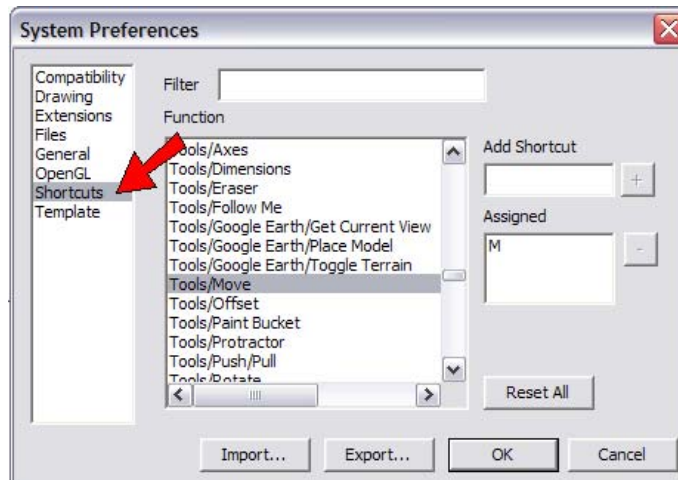 System Preferences
Compatibility
Drawing
Extensions
Files
General
OpenGL
Shortcuts
Template
Filter
Function
Tools/Axes
Tools/Dimensions
Tools/Eraser
Tools/Follow Me
Tools/Google Earth/Get Current View
Tools/Google Earth/Place Model
Tools/Google Earth/Toggle Terrain
Tools/Move
Tools/Offset
Tools/Paint Bucket
Tools/Protractor
Tools/Push/Pull
Tools/Rotate
Add Shortcut
+
Assigned
M
-
Reset All
Import...
Export...
OK
Cancel